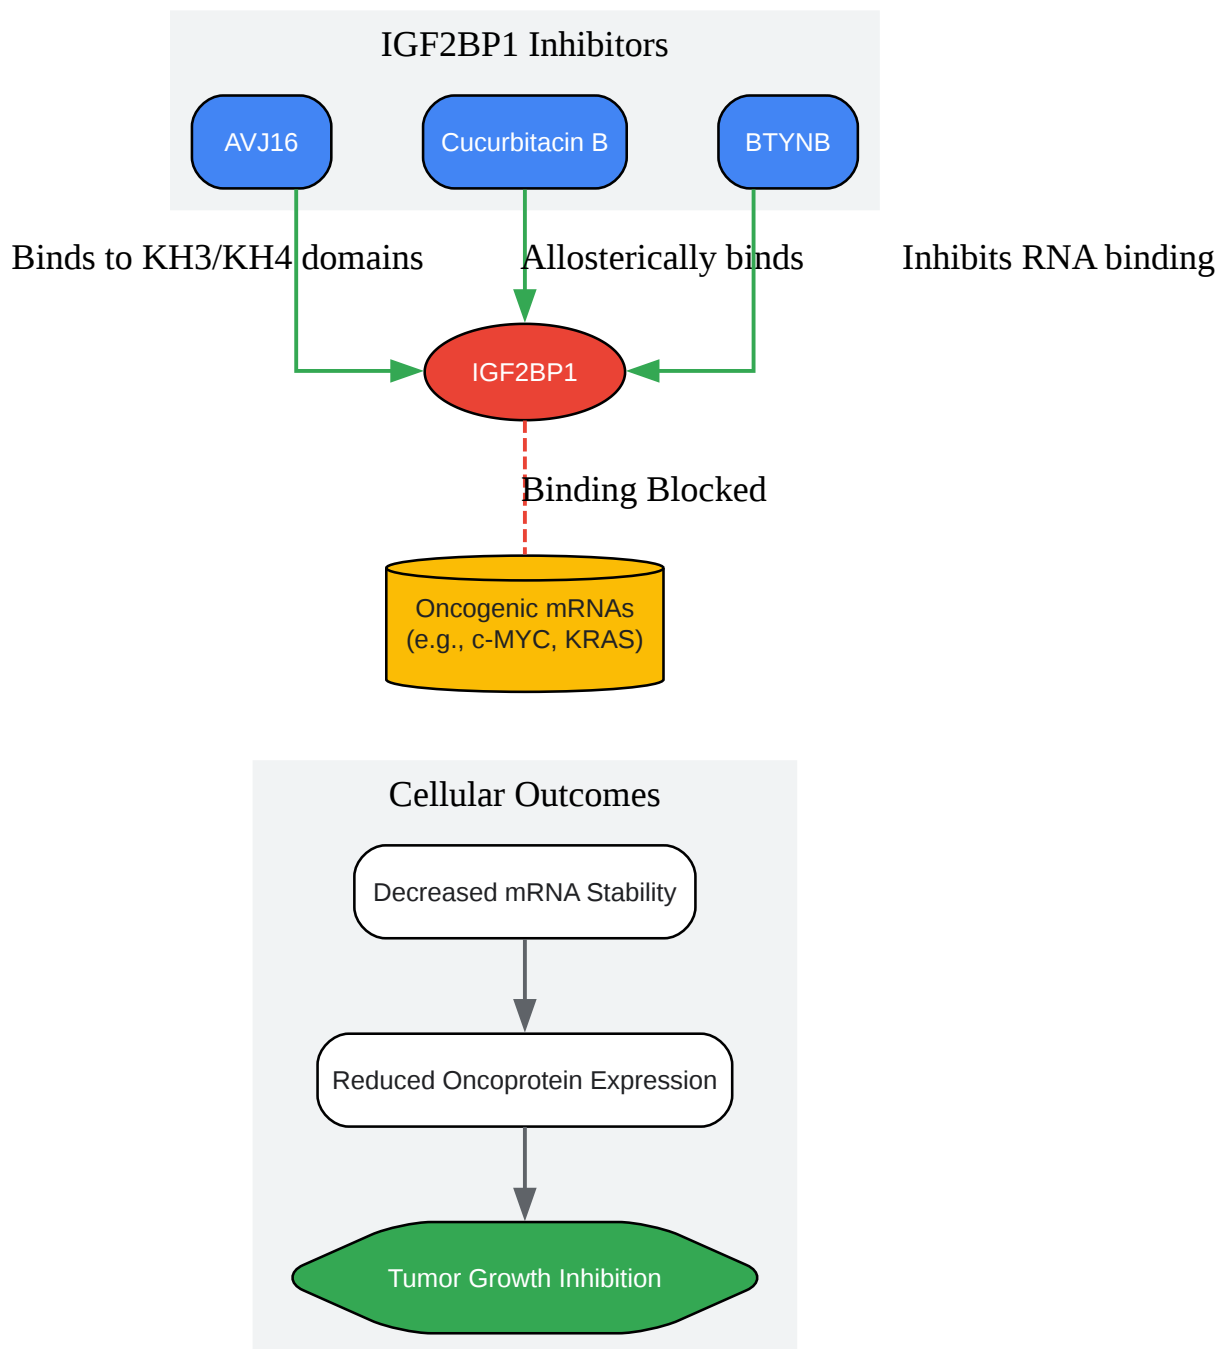 IGF2BP1 Inhibitors
AVJ16
Cucurbitacin B
BTYNB
Binds to KH3/KH4 domains
Allosterically binds
Inhibits RNA binding
IGF2BP1
Binding Blocked
Oncogenic mRNAs
(e.g., c-MYC, KRAS)
Cellular Outcomes
Decreased mRNA Stability
Reduced Oncoprotein Expression
Tumor Growth Inhibition